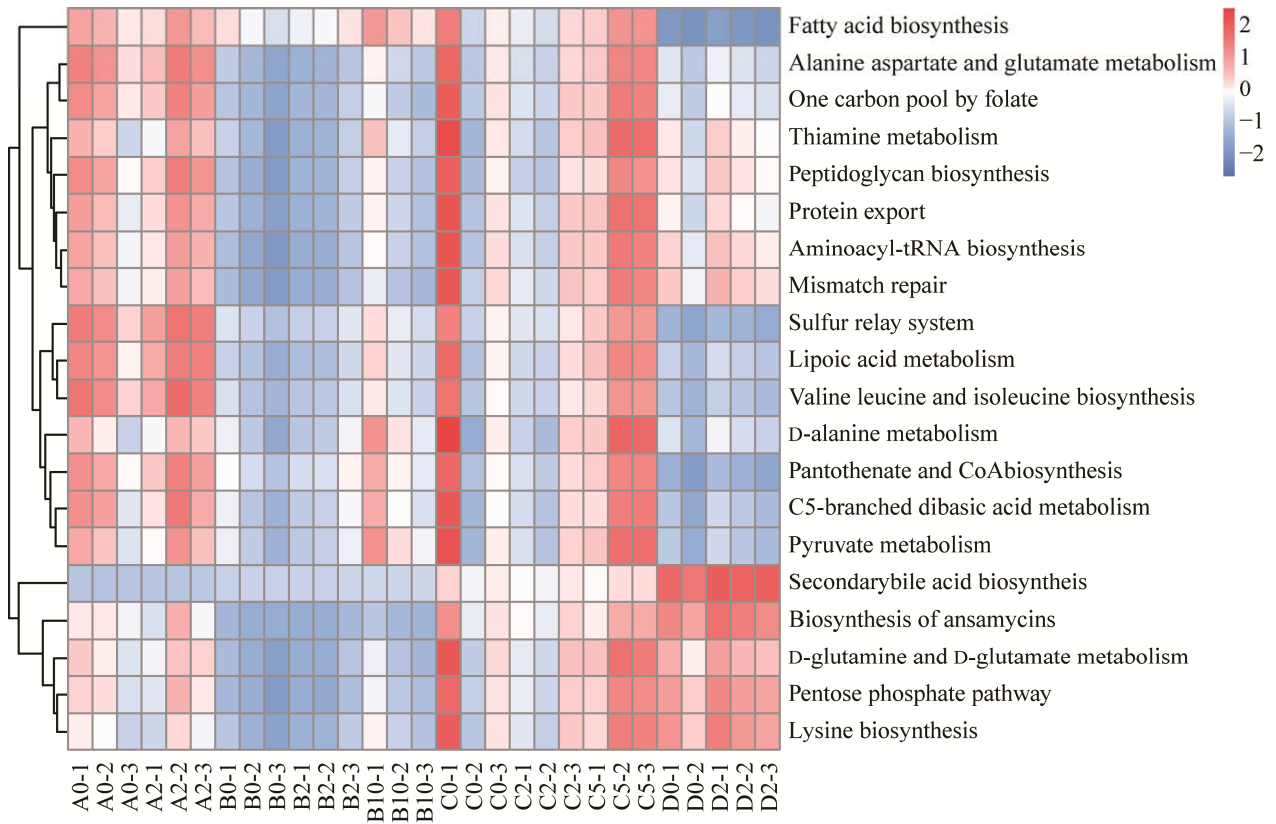 Fatty acid biosynthesis
Alanine aspartate and glutamate metabolism
One carbon pool by folate
Thiamine metabolism
Peptidoglycan biosynthesis
Protein export
Aminoacyl-tRNA biosynthesis
Mismatch repair
Sulfur relay system
Lipoic acid metabolism
Valine leucine and isoleucine biosynthesis
D-alanine metabolism
Pantothenate and CoAbiosynthesis
C5-branched dibasic acid metabolism
Pyruvate metabolism
Secondarybile acid biosyntheis
Biosynthesis of ansamycins
D-glutamine and D-glutamate metabolism
Pentose phosphate pathway
Lysine biosynthesis
2
1
0
−1
−2
A0-1
A0-2
A0-3
A2-1
A2-2
A2-3
B0-1
B0-2
B0-3
B2-1
B2-2
B2-3
B10-1
B10-2
B10-3
C0-1
C0-2
C0-3
C2-1
C2-2
C2-3
C5-1
C5-2
C5-3
D0-1
D0-2
D2-1
D2-2
D2-3